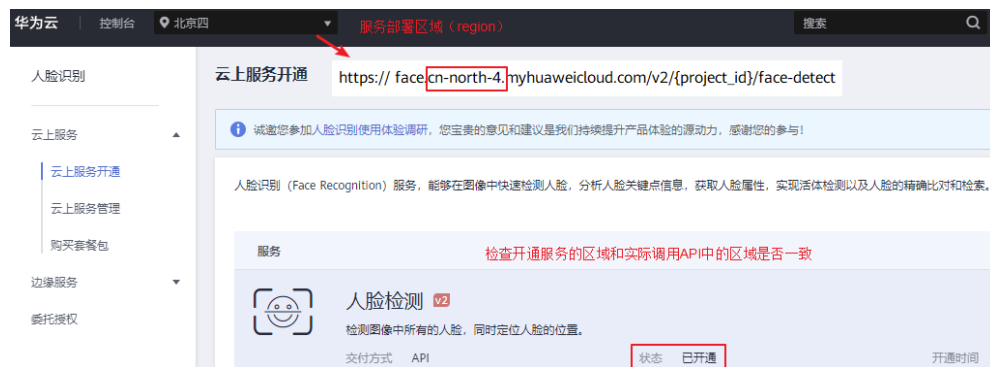 华为云 控制台 北京四 服务部署区域（region） 搜索
人脸识别
云上服务开通
https:// face.cn-north-4.myhuaweicloud.com/v2/{project_id}/face-detect
诚邀您参加人脸识别使用体验调研，您宝贵的意见和建议是我们持续提升产品体验的源动力，感谢您的参与！
云上服务
云上服务开通
云上服务管理
购买套餐包
边缘服务
委托授权
人脸识别（Face Recognition）服务，能够在图像中快速检测人脸，分析人脸关键点信息，获取人脸属性，实现活体检测以及人脸的精确比对和检索。
服务 检查开通服务的区域和实际调用API中的区域是否一致
人脸检测 v2
检测图像中所有的人脸，同时定位人脸的位置。
交付方式 API 状态 已开通 开通时间